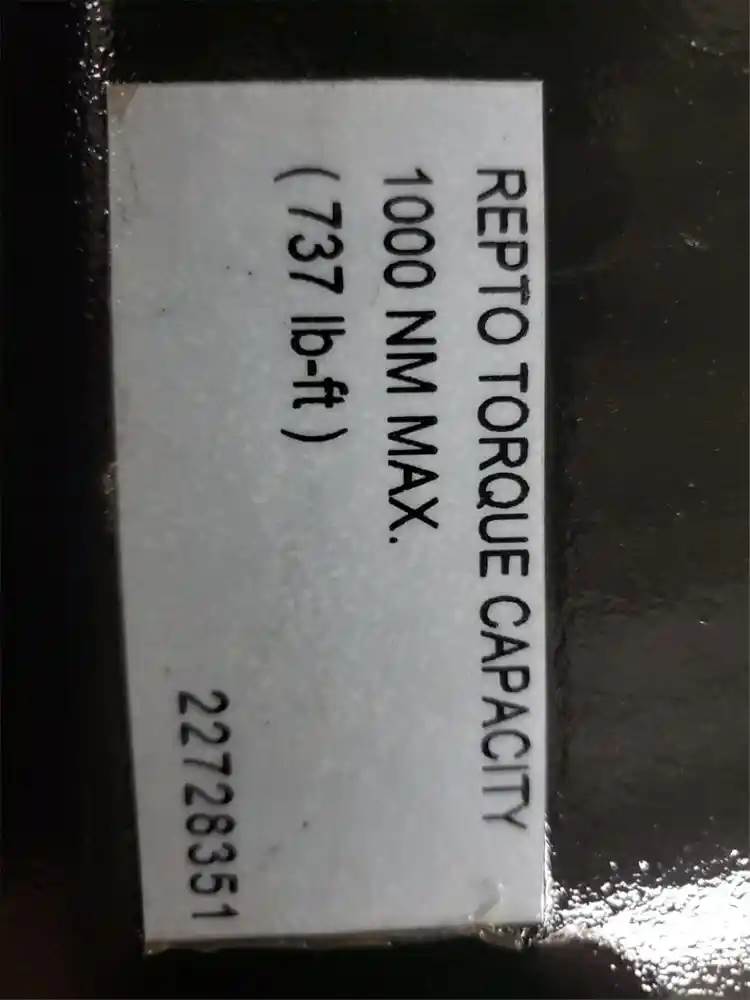 REPTO TORQUE CAPACITY
1000 NM MAX.
( 737 lb-ft )
22728351